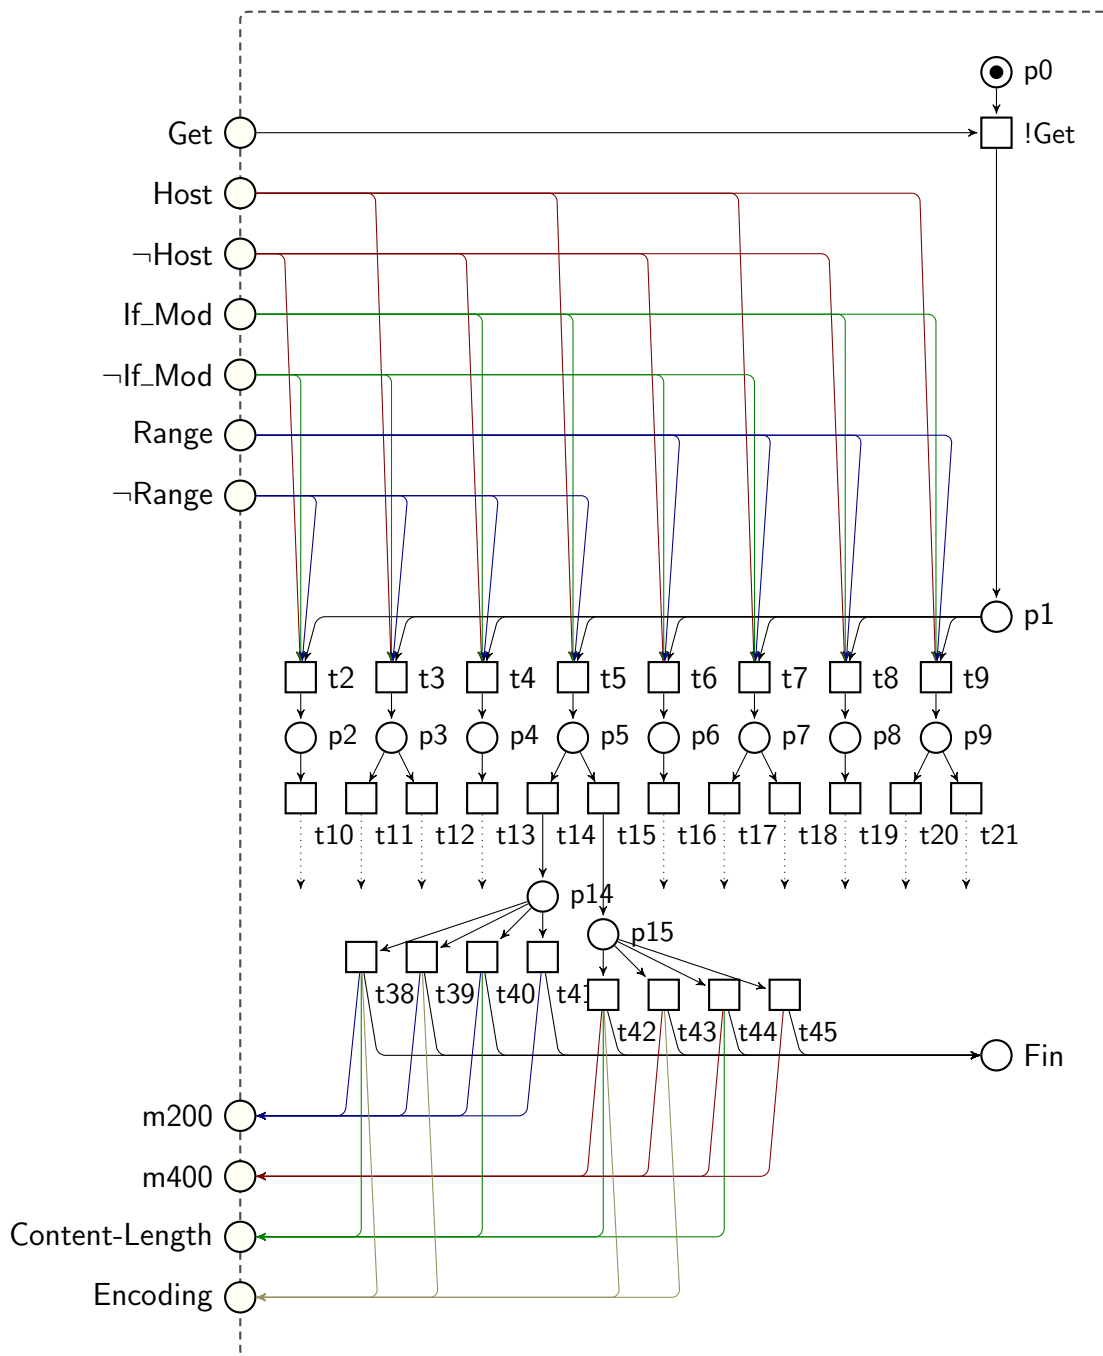 p0
Get
!Get
Host
¬Host
If_Mod
¬If_Mod
Range
¬Range
p1
t2 t3 t4 t5 t6 t7 t8 t9
p2 p3 p4 p5 p6 p7 p8 p9
t10 t11 t12 t13 t14 t15 t16 t17 t18 t19 t20 t21
p14
p15
t38 t39 t40 t41
t42 t43 t44 t45
Fin
m200
m400
Content-Length
Encoding